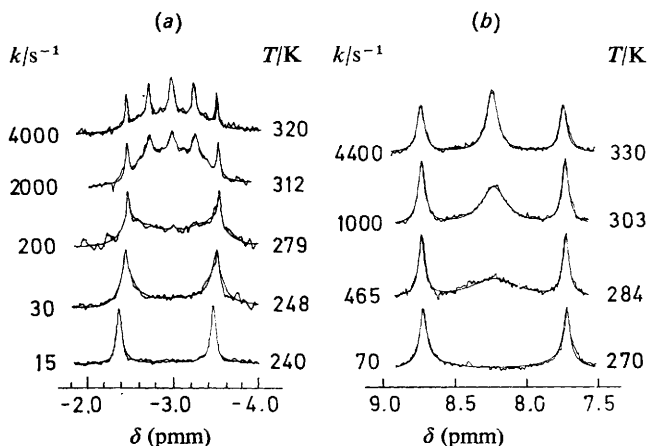 (a) (b)
k/s⁻¹ T/K k/s⁻¹ T/K
4000 320 4400 330
2000 312 1000 303
200 279 465 284
30 248 70 270
15 240
-2.0 -3.0 -4.0 9.0 8.5 8.0 7.5
δ (pmm) δ (pmm)